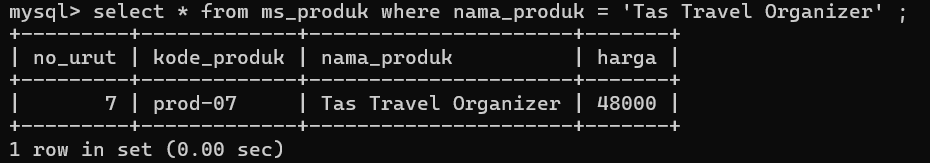 mysql> select * from ms_produk where nama_produk = 'Tas Travel Organizer' ;
+---------+-------------+----------------------+-------+
| no_urut | kode_produk | nama_produk          | harga |
+---------+-------------+----------------------+-------+
|       7 | prod-07     | Tas Travel Organizer | 48000 |
+---------+-------------+----------------------+-------+
1 row in set (0.00 sec)